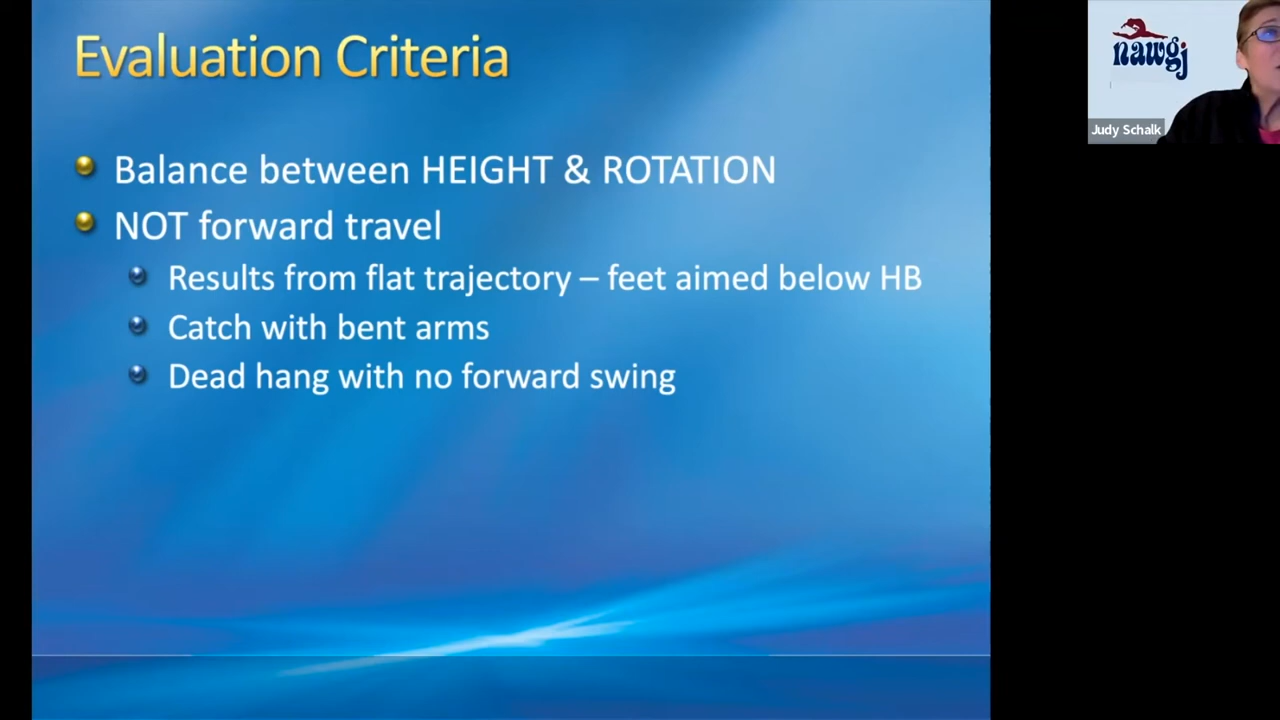 Evaluation Criteria
Balance between HEIGHT & ROTATION
NOT forward travel
Results from flat trajectory – feet aimed below HB
Catch with bent arms
Dead hang with no forward swing
nawgj
Judy Schalk